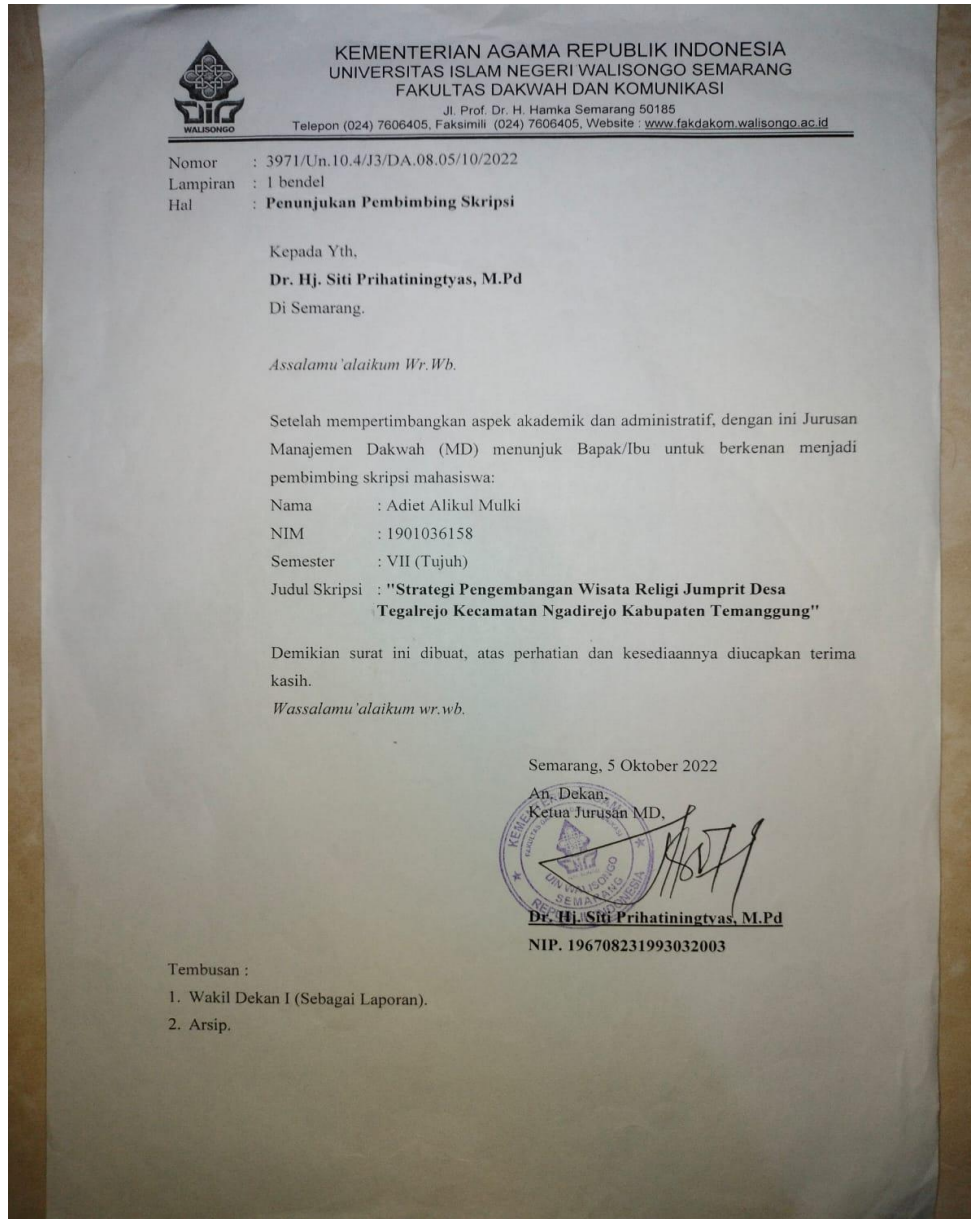 KEMENTERIAN AGAMA REPUBLIK INDONESIA
UNIVERSITAS ISLAM NEGERI WALISONGO SEMARANG
FAKULTAS DAKWAH DAN KOMUNIKASI
Jl. Prof. Dr. H. Hamka Semarang 50185
Telepon (024) 7606405, Faksimili (024) 7606405, Website : www.fakdakom.walisongo.ac.id
WALISONGO
Nomor : 3971/Un.10.4/J3/DA.08.05/10/2022
Lampiran : 1 bendel
Hal : Penunjukan Pembimbing Skripsi
Kepada Yth,
Dr. Hj. Siti Prihatiningtyas, M.Pd
Di Semarang.
Assalamu'alaikum Wr.Wb.
Setelah mempertimbangkan aspek akademik dan administratif, dengan ini Jurusan
Manajemen Dakwah (MD) menunjuk Bapak/Ibu untuk berkenan menjadi
pembimbing skripsi mahasiswa:
Nama : Adiet Alikul Mulki
NIM : 1901036158
Semester : VII (Tujuh)
Judul Skripsi : "Strategi Pengembangan Wisata Religi Jumprit Desa
Tegalrejo Kecamatan Ngadirejo Kabupaten Temanggung"
Demikian surat ini dibuat, atas perhatian dan kesediaannya diucapkan terima
kasih.
Wassalamu'alaikum wr.wb.
Semarang, 5 Oktober 2022
An, Dekan,
Ketua Jurusan MD,
UIN WALISONGO
SEMARANG
REPUBLIK INDONESIA
Dr. Hj. Siti Prihatiningtyas, M.Pd
NIP. 196708231993032003
Tembusan :
1. Wakil Dekan I (Sebagai Laporan).
2. Arsip.